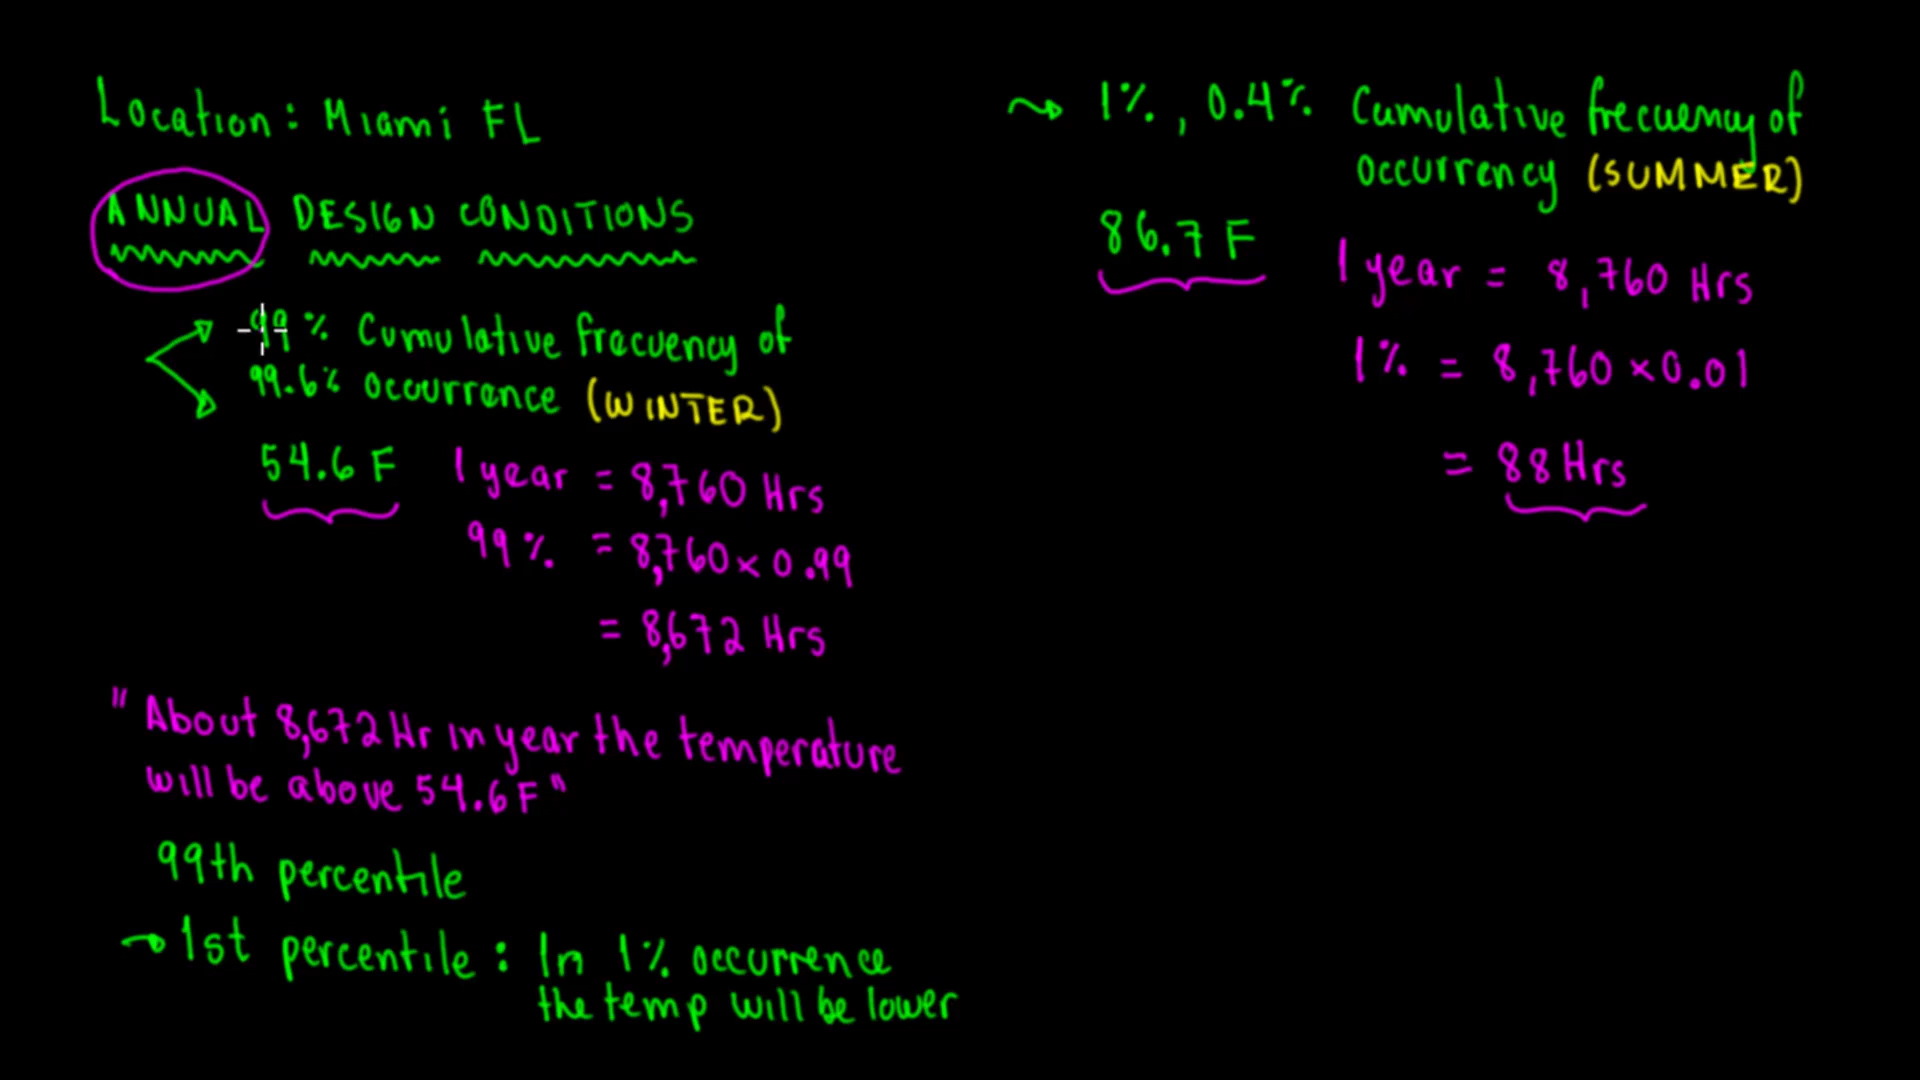 Location: Miami FL
ANNUAL DESIGN CONDITIONS
99% Cumulative frecuency of
99.6% occurrence (WINTER)
54.6 F
1 year = 8,760 Hrs
99% = 8,760 x 0.99
= 8,672 Hrs
" About 8,672 Hr in year the temperature
will be above 54.6 F"
99th percentile
1st percentile: In 1% occurrence
the temp will be lower
1%, 0.4% Cumulative frecuency of
occurrency (SUMMER)
86.7 F
1 year = 8,760 Hrs
1% = 8,760 x 0.01
= 88 Hrs